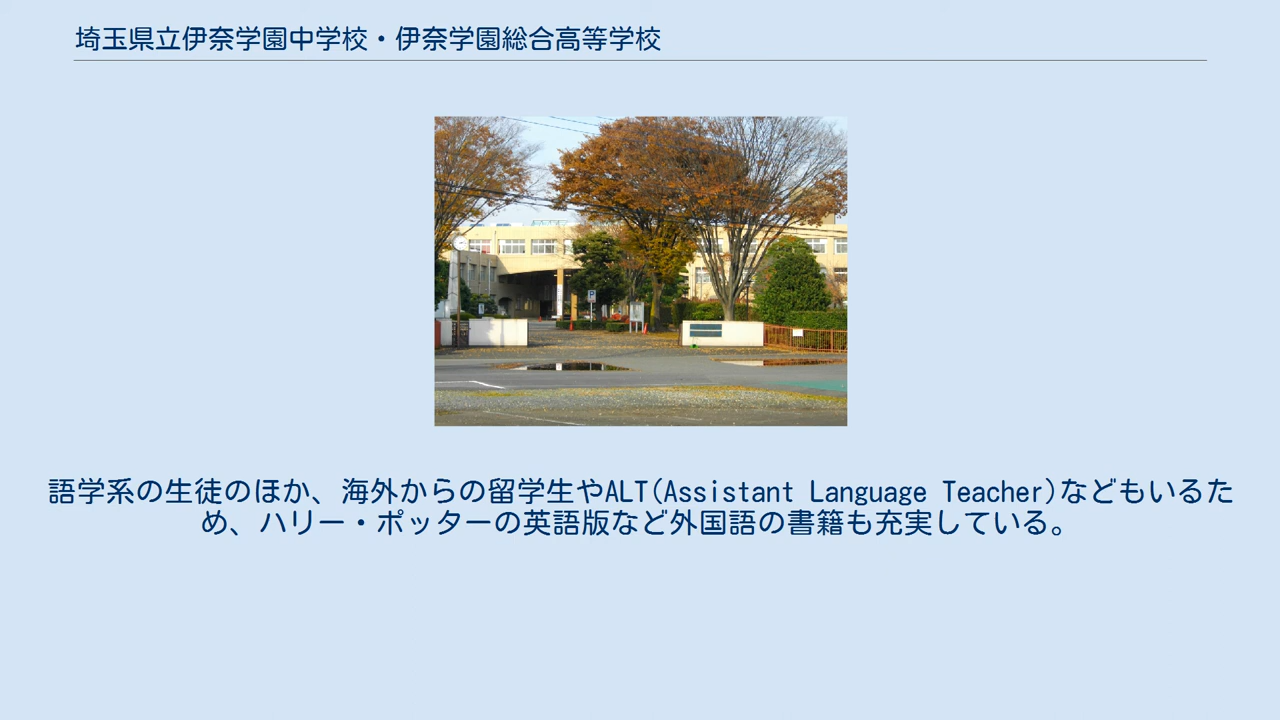 埼玉県立伊奈学園中学校・伊奈学園総合高等学校
語学系の生徒のほか、海外からの留学生やALT(Assistant Language Teacher)などもいるた
め、ハリー・ポッターの英語版など外国語の書籍も充実している。